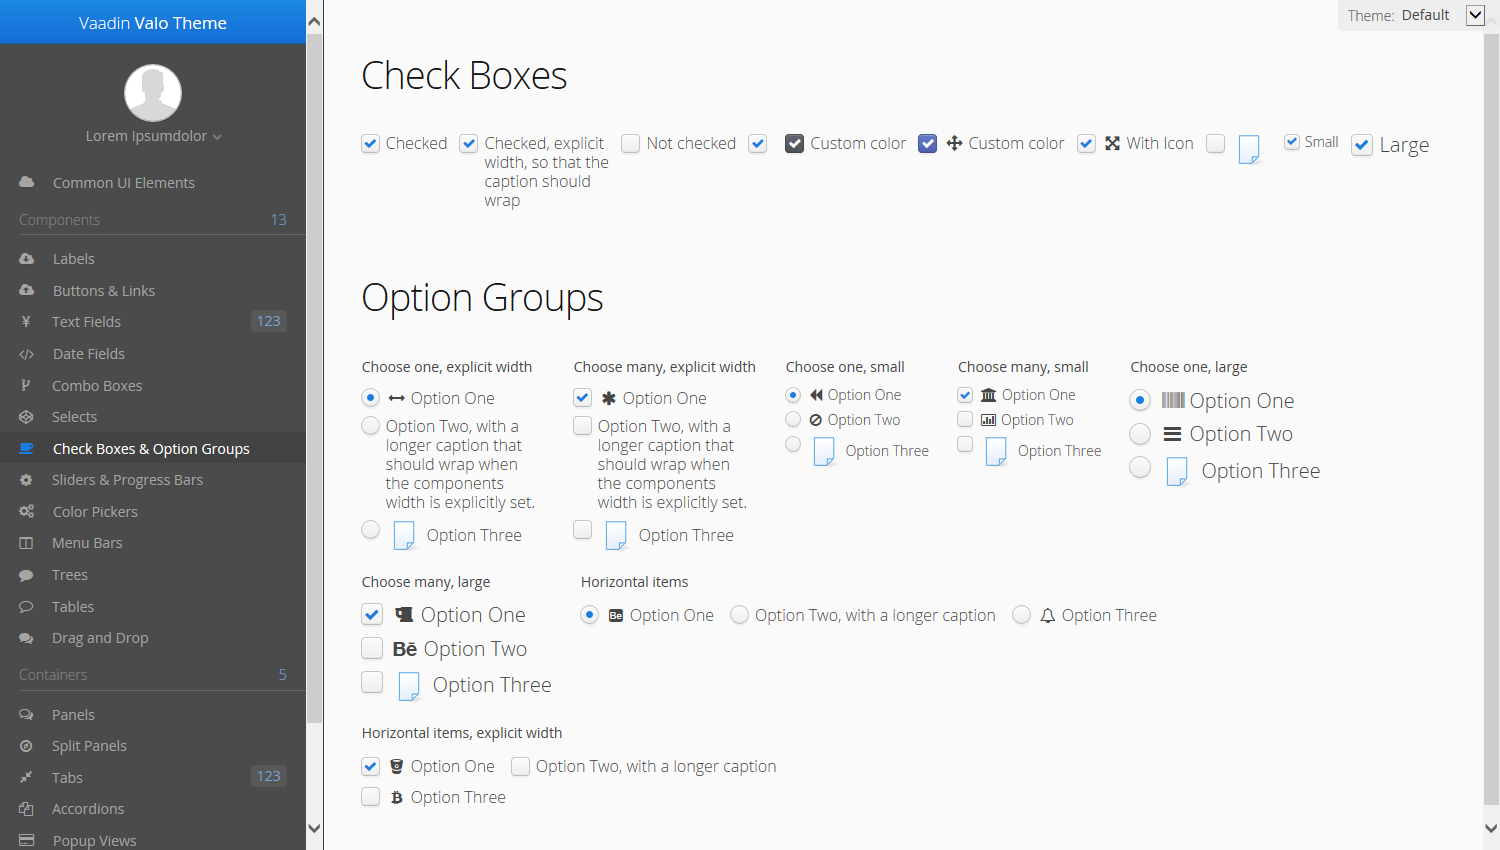 Vaadin Valo Theme
Lorem Ipsumdolor
Common UI Elements
Components 13
Labels
Buttons & Links
Text Fields 123
Date Fields
Combo Boxes
Selects
Check Boxes & Option Groups
Sliders & Progress Bars
Color Pickers
Menu Bars
Trees
Tables
Drag and Drop
Containers 5
Panels
Split Panels
Tabs 123
Accordions
Popup Views
Theme: Default
Check Boxes
Checked
Checked, explicit
width, so that the
caption should
wrap
Not checked
Custom color
Custom color
With Icon
Small
Large
Option Groups
Choose one, explicit width
Option One
Option Two, with a
longer caption that
should wrap when
the components
width is explicitly set.
Option Three
Choose many, explicit width
Option One
Option Two, with a
longer caption that
should wrap when
the components
width is explicitly set.
Option Three
Choose one, small
Option One
Option Two
Option Three
Choose many, small
Option One
Option Two
Option Three
Choose one, large
Option One
Option Two
Option Three
Choose many, large
Option One
Bē Option Two
Option Three
Horizontal items
Be Option One
Option Two, with a longer caption
Option Three
Horizontal items, explicit width
Option One
Option Two, with a longer caption
Option Three